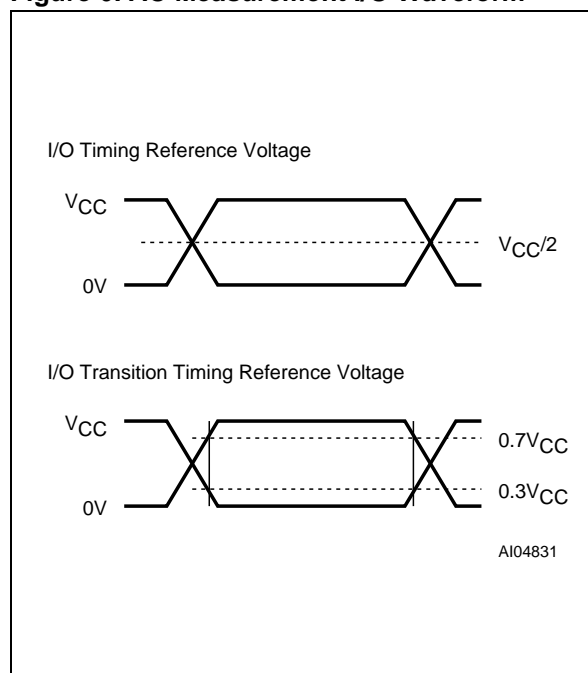 I/O Timing Reference Voltage
VCC
VCC/2
0V
I/O Transition Timing Reference Voltage
VCC
0.7VCC
0.3VCC
0V
AI04831